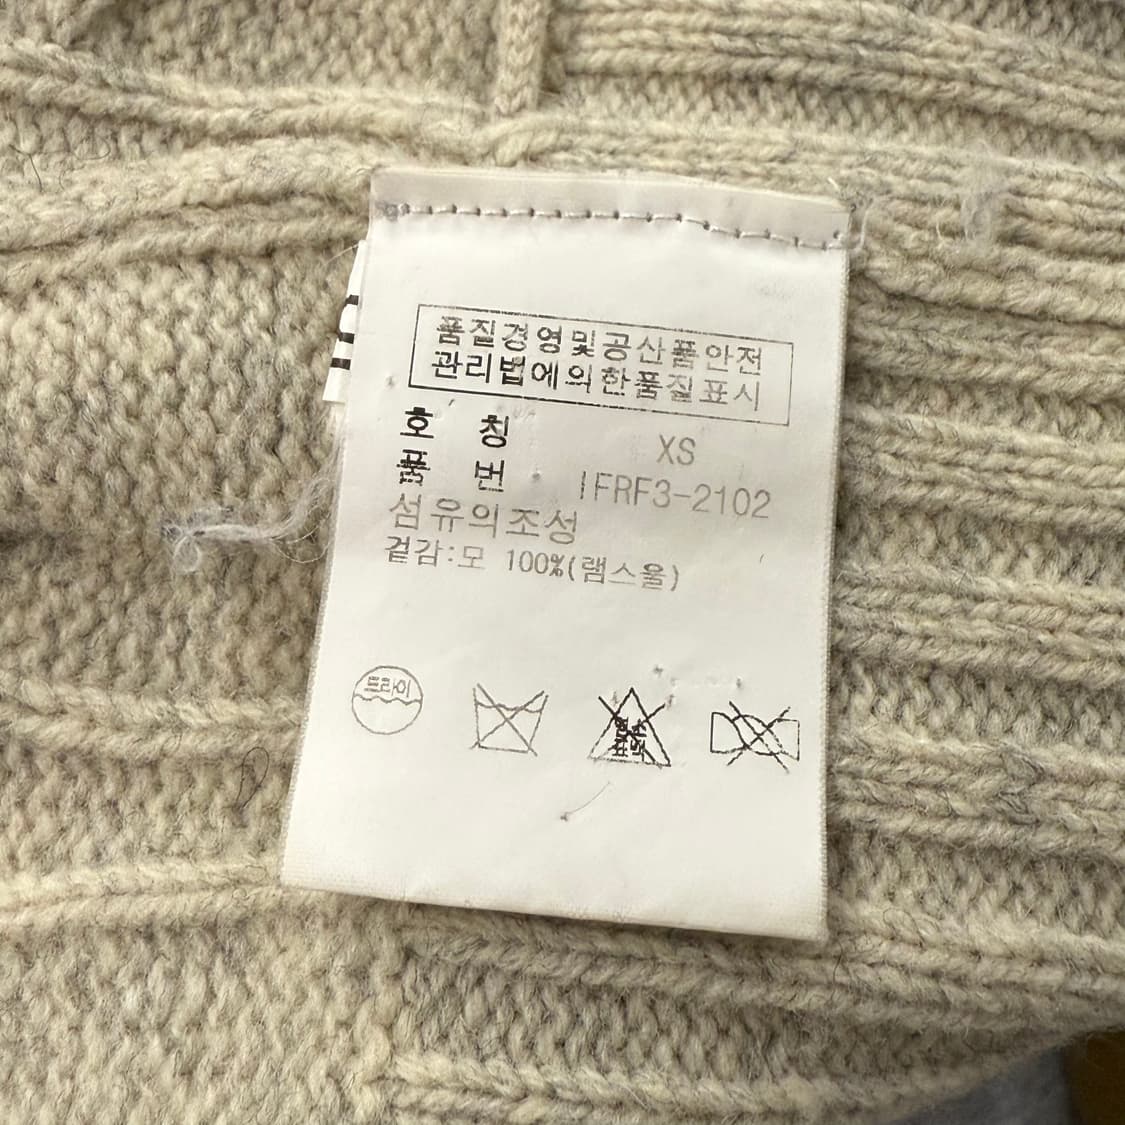 품질경영및공산품안전
관리법에의한품질표시
호 칭 XS
품 번 IFRF3-2102
섬유의조성
겉감:모 100%(램스울)
드라이